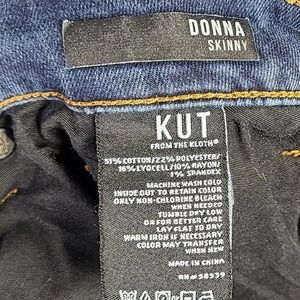 DONNA
SKINNY
KUT
FROM THE KLOTH®
51% COTTON/22% POLYESTER/
16% LYOCELL/10% RAYON/
1% SPANDEX
MACHINE WASH COLD
INSIDE OUT TO RETAIN COLOR
ONLY NON-CHLORINE BLEACH
WHEN NEEDED
TUMBLE DRY LOW
OR FOR BETTER CARE
LAY FLAT TO DRY
WARM IRON IF NECESSARY
COLOR MAY TRANSFER
WHEN NEW
MADE IN CHINA
RN# 58539